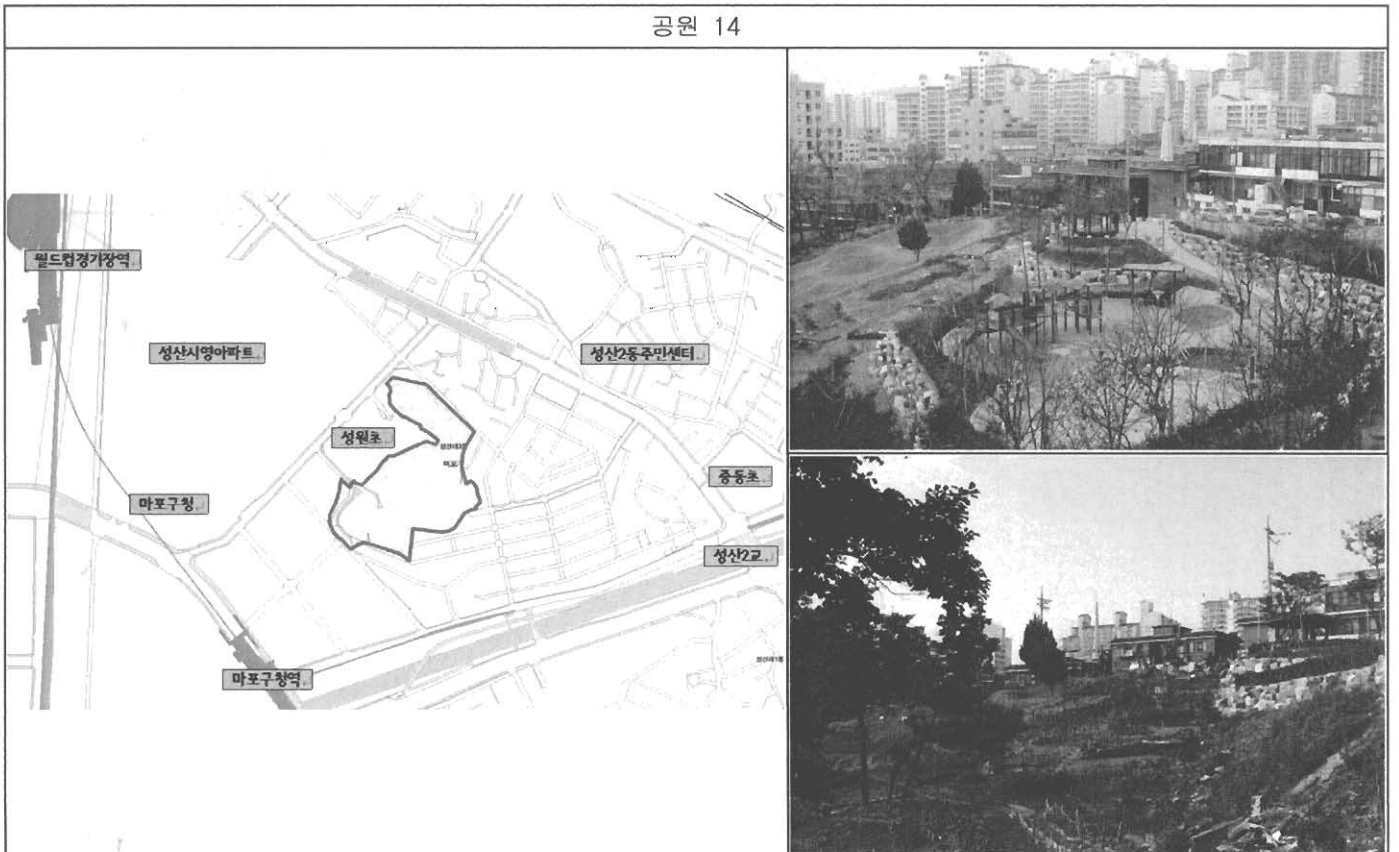 공원 14
월드컵경기장역
성산시영아파트
성산2동주민센터
성원초
중동초
마포구청
성산2교
마포구청역